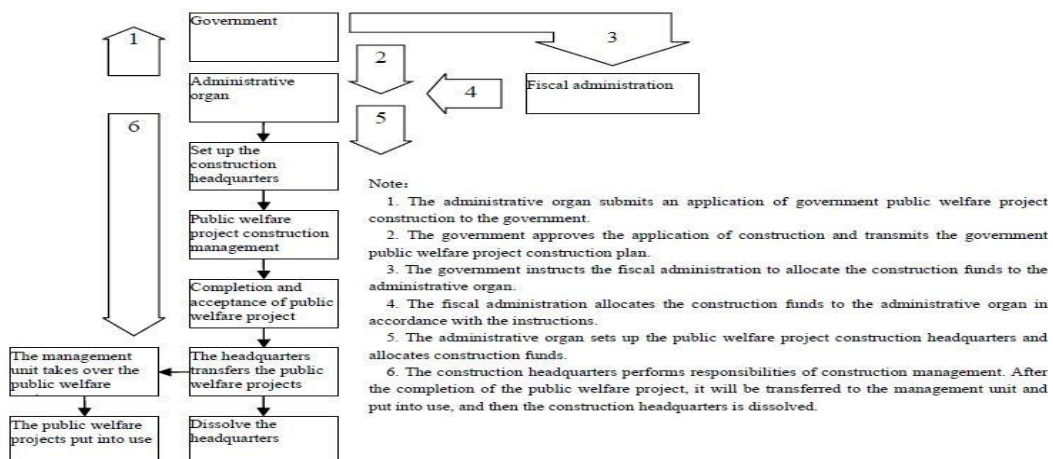 Government
1
2
3
Administrative
organ
4
Fiscal administration
5
6
Set up the
construction
headquarters
Public welfare
project construction
management
Completion and
acceptance of public
welfare project
The management
unit takes over the
public welfare
The headquarters
transfers the public
welfare projects
The public welfare
projects put into use
Dissolve the
headquarters
Note:
1. The administrative organ submits an application of government public welfare project
construction to the government.
2. The government approves the application of construction and transmits the government
public welfare project construction plan.
3. The government instructs the fiscal administration to allocate the construction funds to the
administrative organ.
4. The fiscal administration allocates the construction funds to the administrative organ in
accordance with the instructions.
5. The administrative organ sets up the public welfare project construction headquarters and
allocates construction funds.
6. The construction headquarters performs responsibilities of construction management. After
the completion of the public welfare project, it will be transferred to the management unit and
put into use, and then the construction headquarters is dissolved.